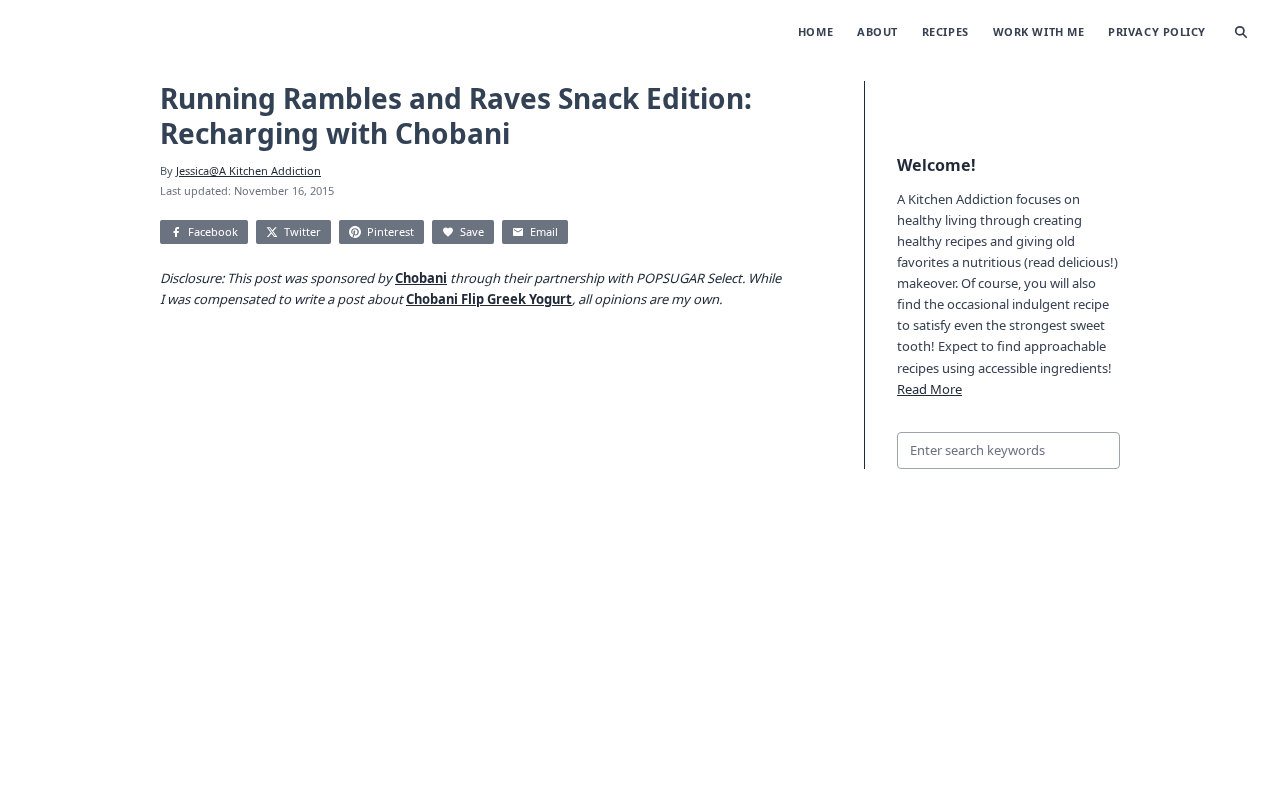 HOME ABOUT RECIPES WORK WITH ME PRIVACY POLICY
Running Rambles and Raves Snack Edition:
Recharging with Chobani
By Jessica@A Kitchen Addiction
Last updated: November 16, 2015
Facebook Twitter Pinterest Save Email
Disclosure: This post was sponsored by Chobani through their partnership with POPSUGAR Select. While
I was compensated to write a post about Chobani Flip Greek Yogurt, all opinions are my own.
Welcome!
A Kitchen Addiction focuses on
healthy living through creating
healthy recipes and giving old
favorites a nutritious (read delicious!)
makeover. Of course, you will also
find the occasional indulgent recipe
to satisfy even the strongest sweet
tooth! Expect to find approachable
recipes using accessible ingredients!
Read More
Enter search keywords